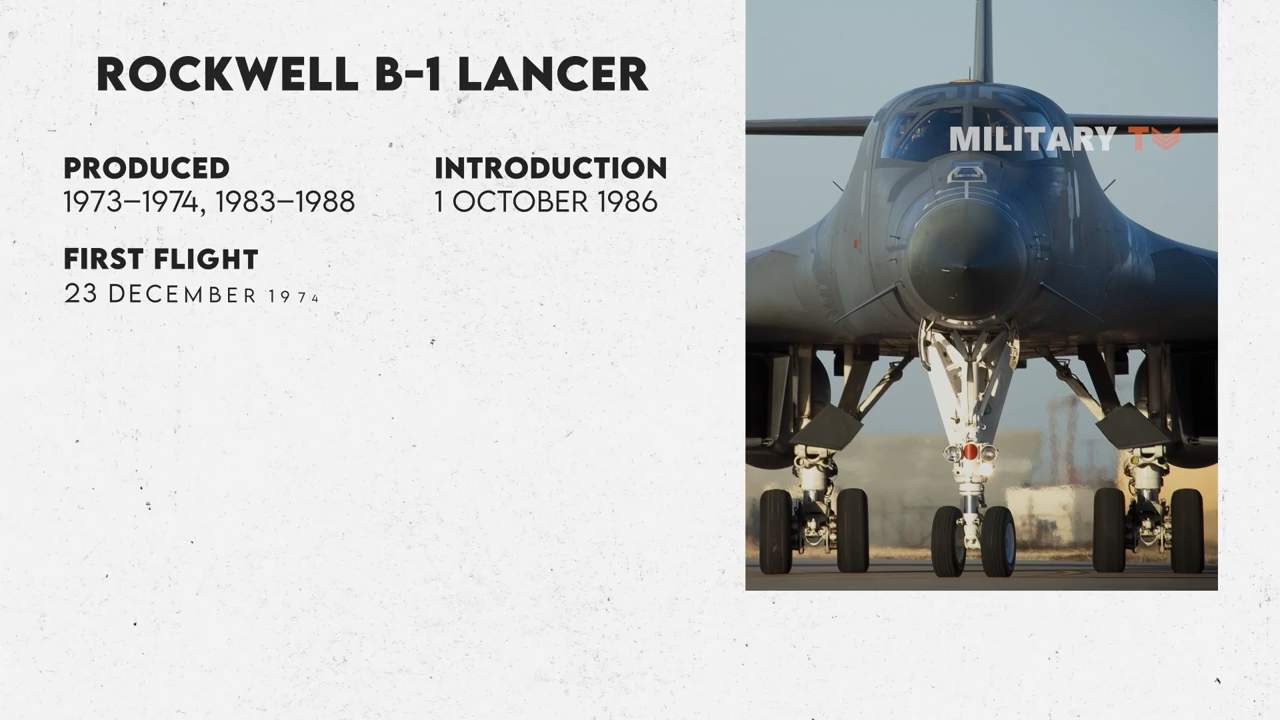 ROCKWELL B-1 LANCER
PRODUCED
1973–1974, 1983–1988
INTRODUCTION
1 OCTOBER 1986
FIRST FLIGHT
23 DECEMBER 1974
MILITARY TV